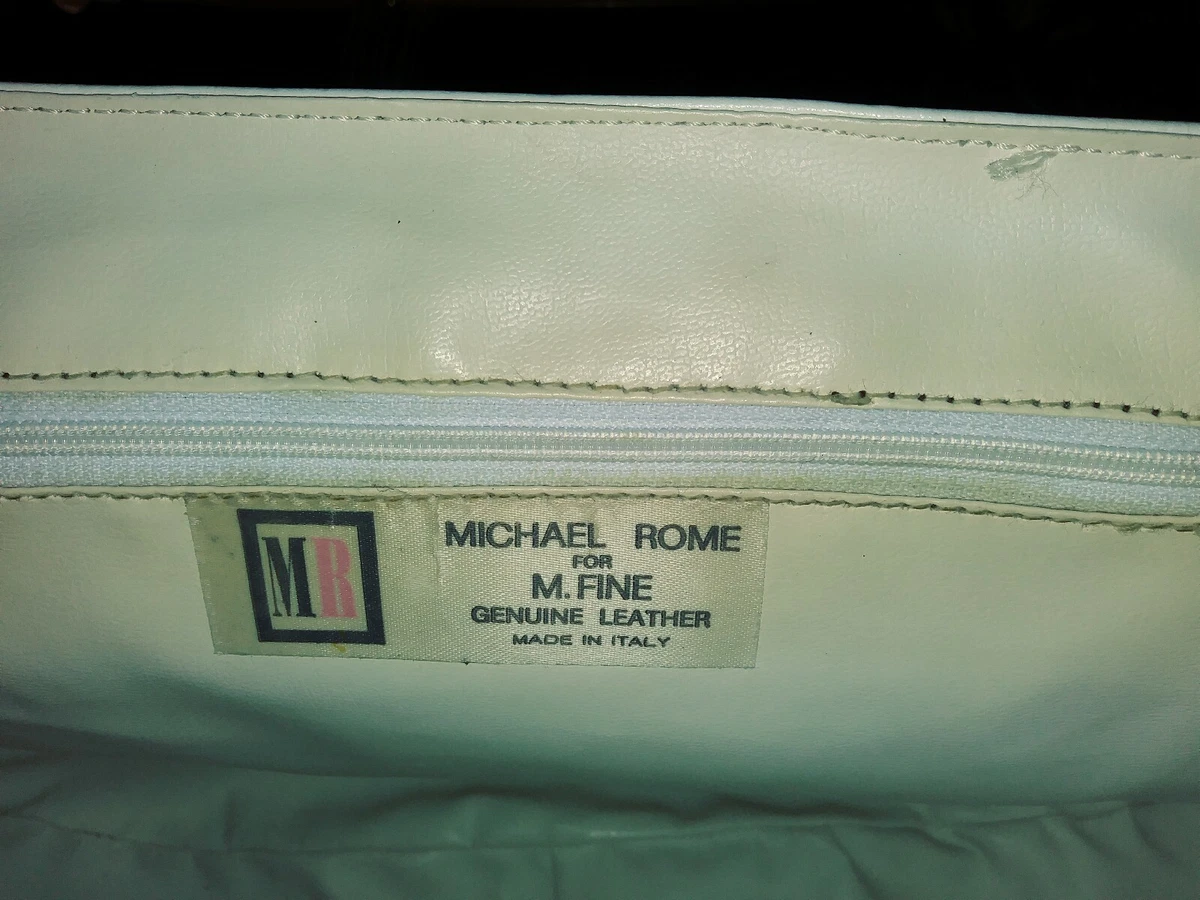 MR
MICHAEL ROME
FOR
M. FINE
GENUINE LEATHER
MADE IN ITALY